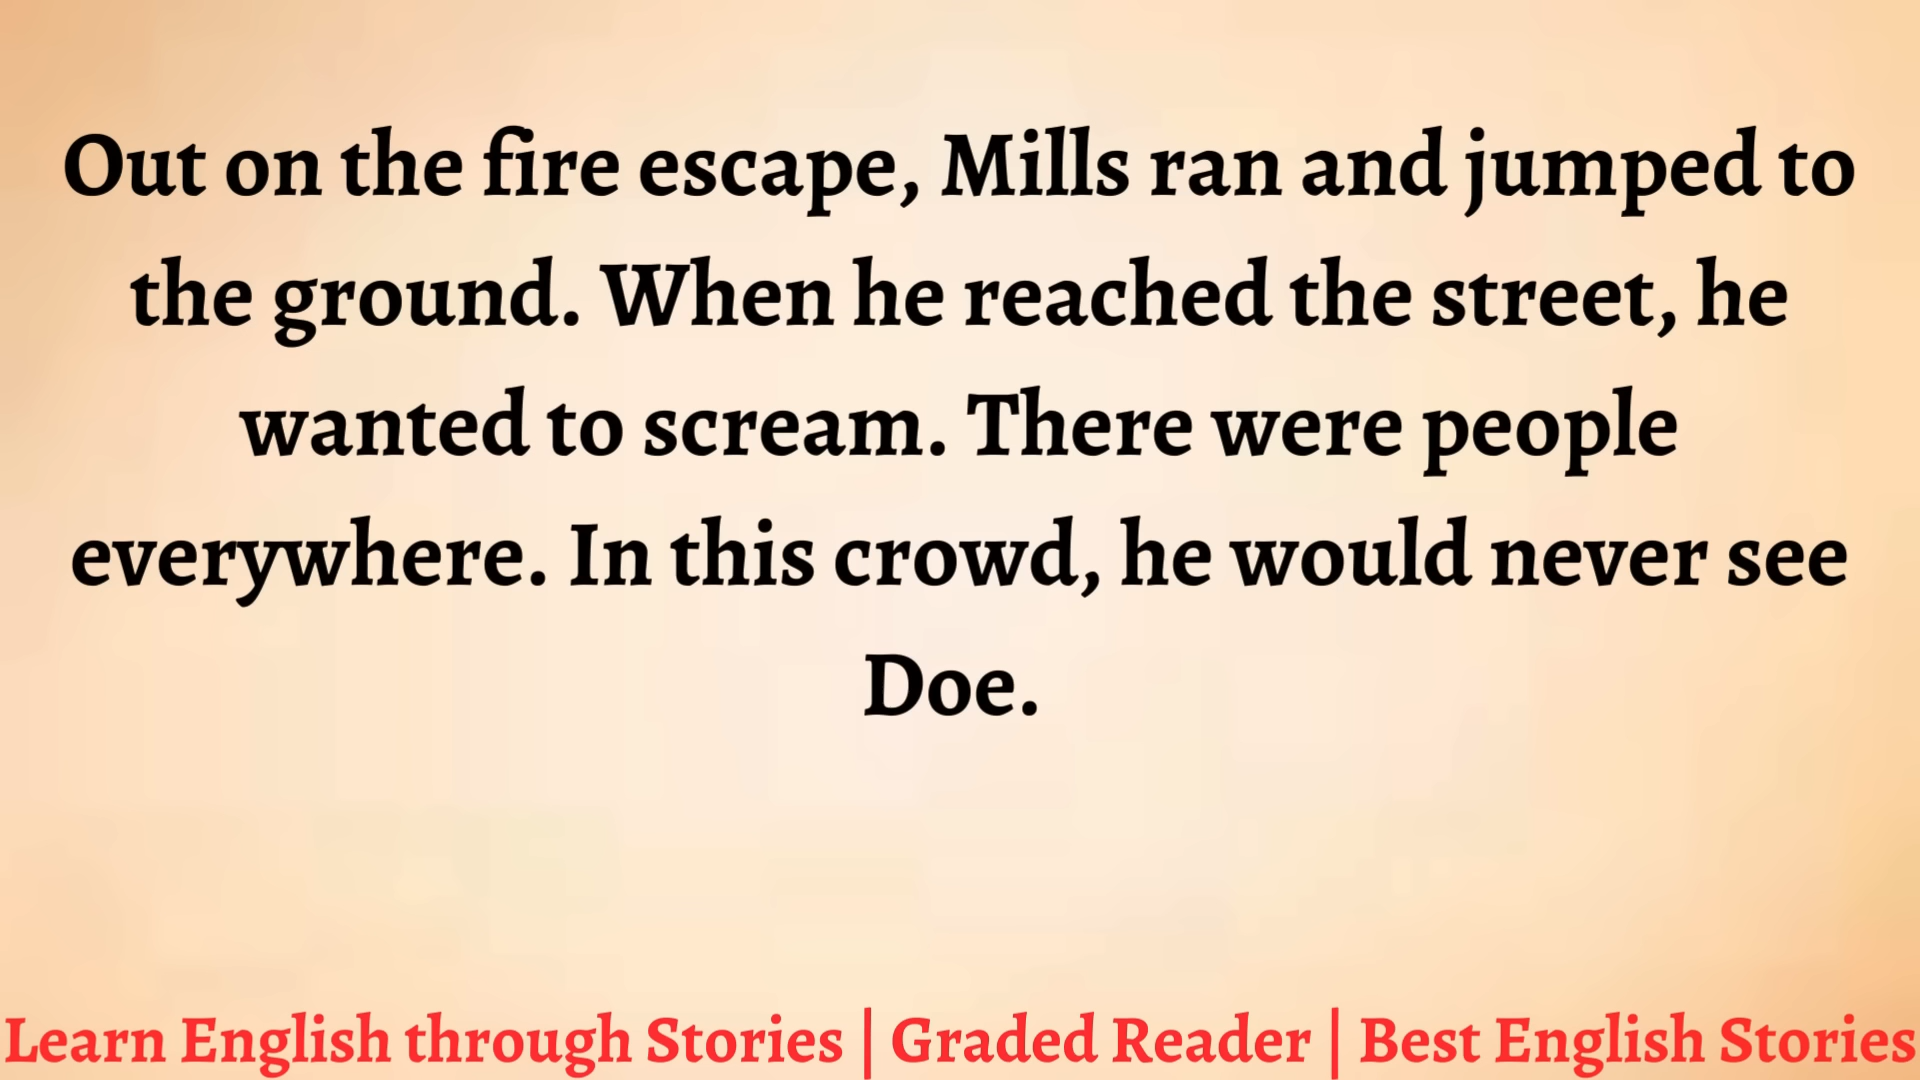 Out on the fire escape, Mills ran and jumped to
the ground. When he reached the street, he
wanted to scream. There were people
everywhere. In this crowd, he would never see
Doe.
Learn English through Stories | Graded Reader | Best English Stories